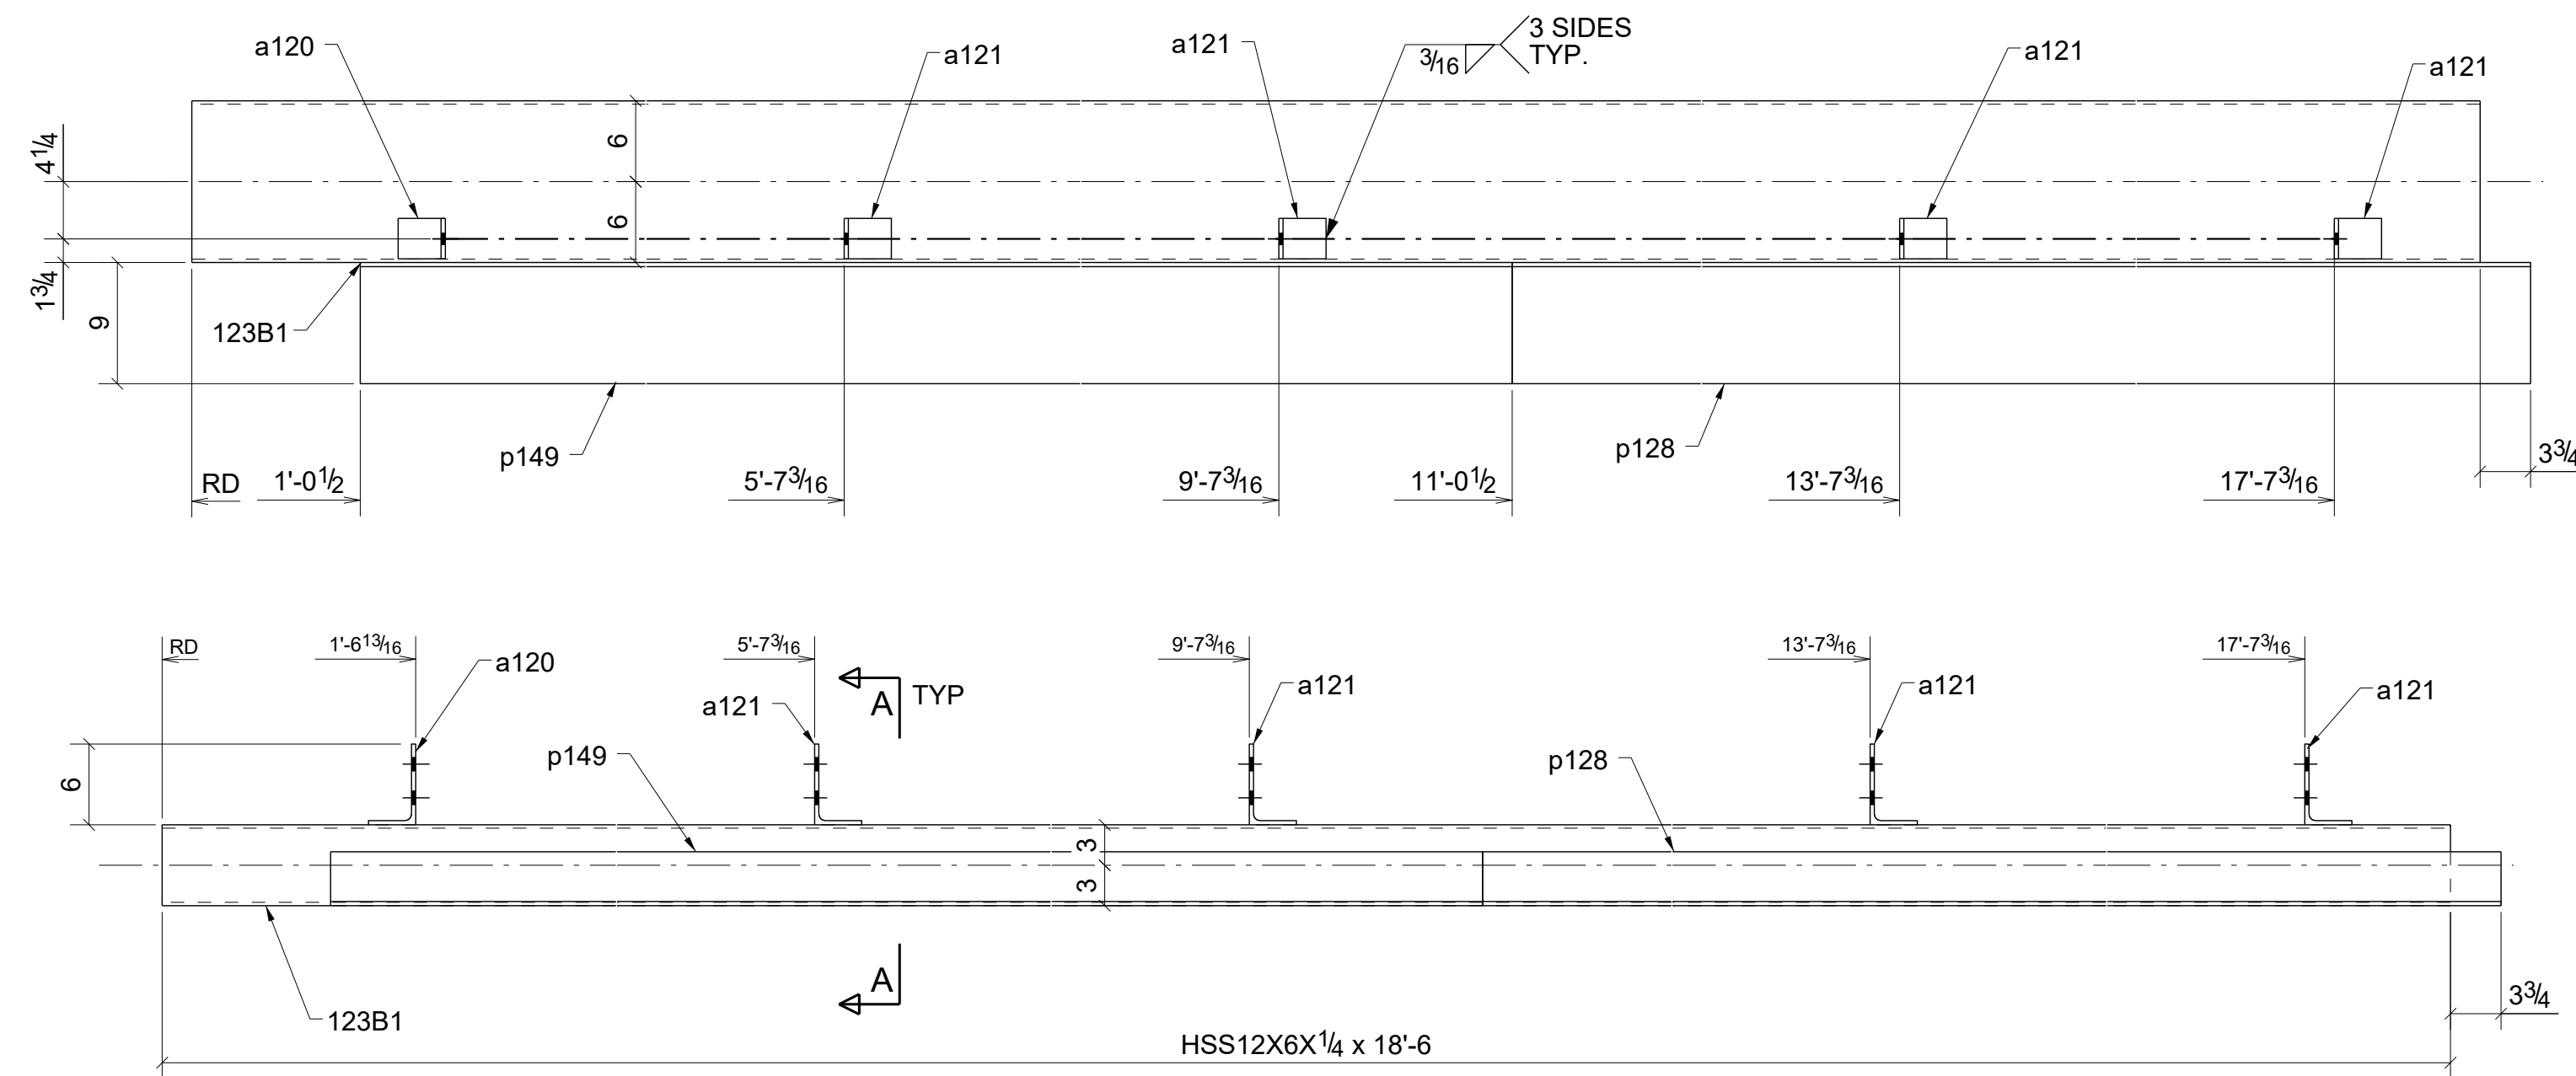 3 SIDES
TYP.
3/16
a120
a121
a121
a121
a121
4 1/4
6
6
1 3/4
9
123B1
p149
p128
RD
1'-0 1/2
5'-7 3/16
9'-7 3/16
11'-0 1/2
13'-7 3/16
17'-7 3/16
3 3/4
RD
1'-6 13/16
5'-7 3/16
9'-7 3/16
13'-7 3/16
17'-7 3/16
a120
A
TYP
a121
a121
a121
a121
6
p149
p128
3
3
A
123B1
3 3/4
HSS12X6X1/4 x 18'-6